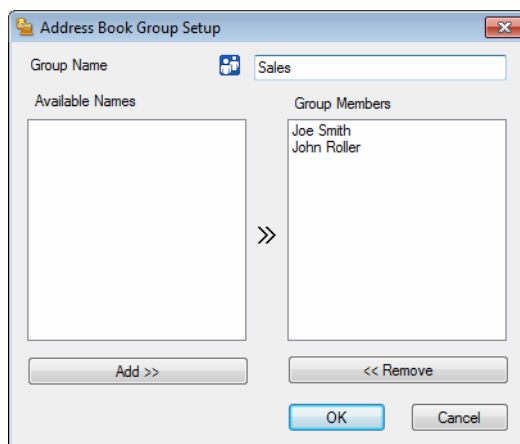 Address Book Group Setup
Group Name
Sales
Available Names
Group Members
Joe Smith
John Roller
Add >>
<< Remove
OK
Cancel